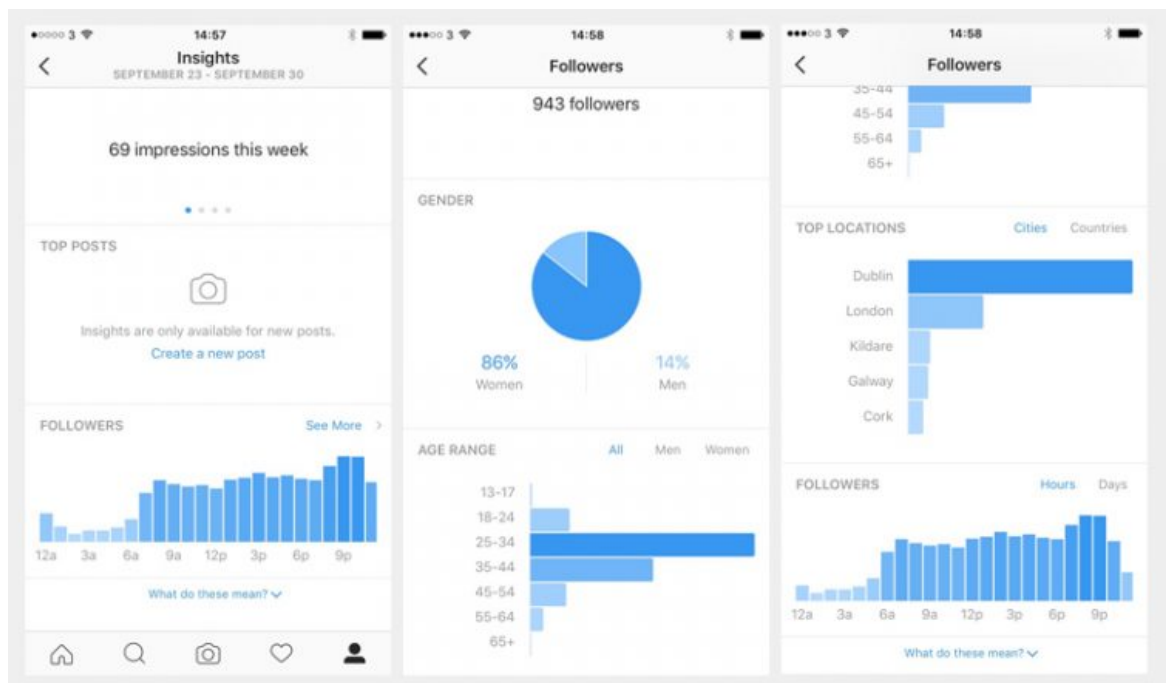 3 14:57
Insights
SEPTEMBER 23 - SEPTEMBER 30
69 impressions this week
TOP POSTS
Insights are only available for new posts.
Create a new post
FOLLOWERS See More
12a 3a 6a 9a 12p 3p 6p 9p
What do these mean?
3 14:58
Followers
943 followers
GENDER
86% 14%
Women Men
AGE RANGE All Men Women
13-17
18-24
25-34
35-44
45-54
55-64
65+
3 14:58
Followers
35-44
45-54
55-64
65+
TOP LOCATIONS Cities Countries
Dublin
London
Kildare
Galway
Cork
FOLLOWERS Hours Days
12a 3a 6a 9a 12p 3p 6p 9p
What do these mean?